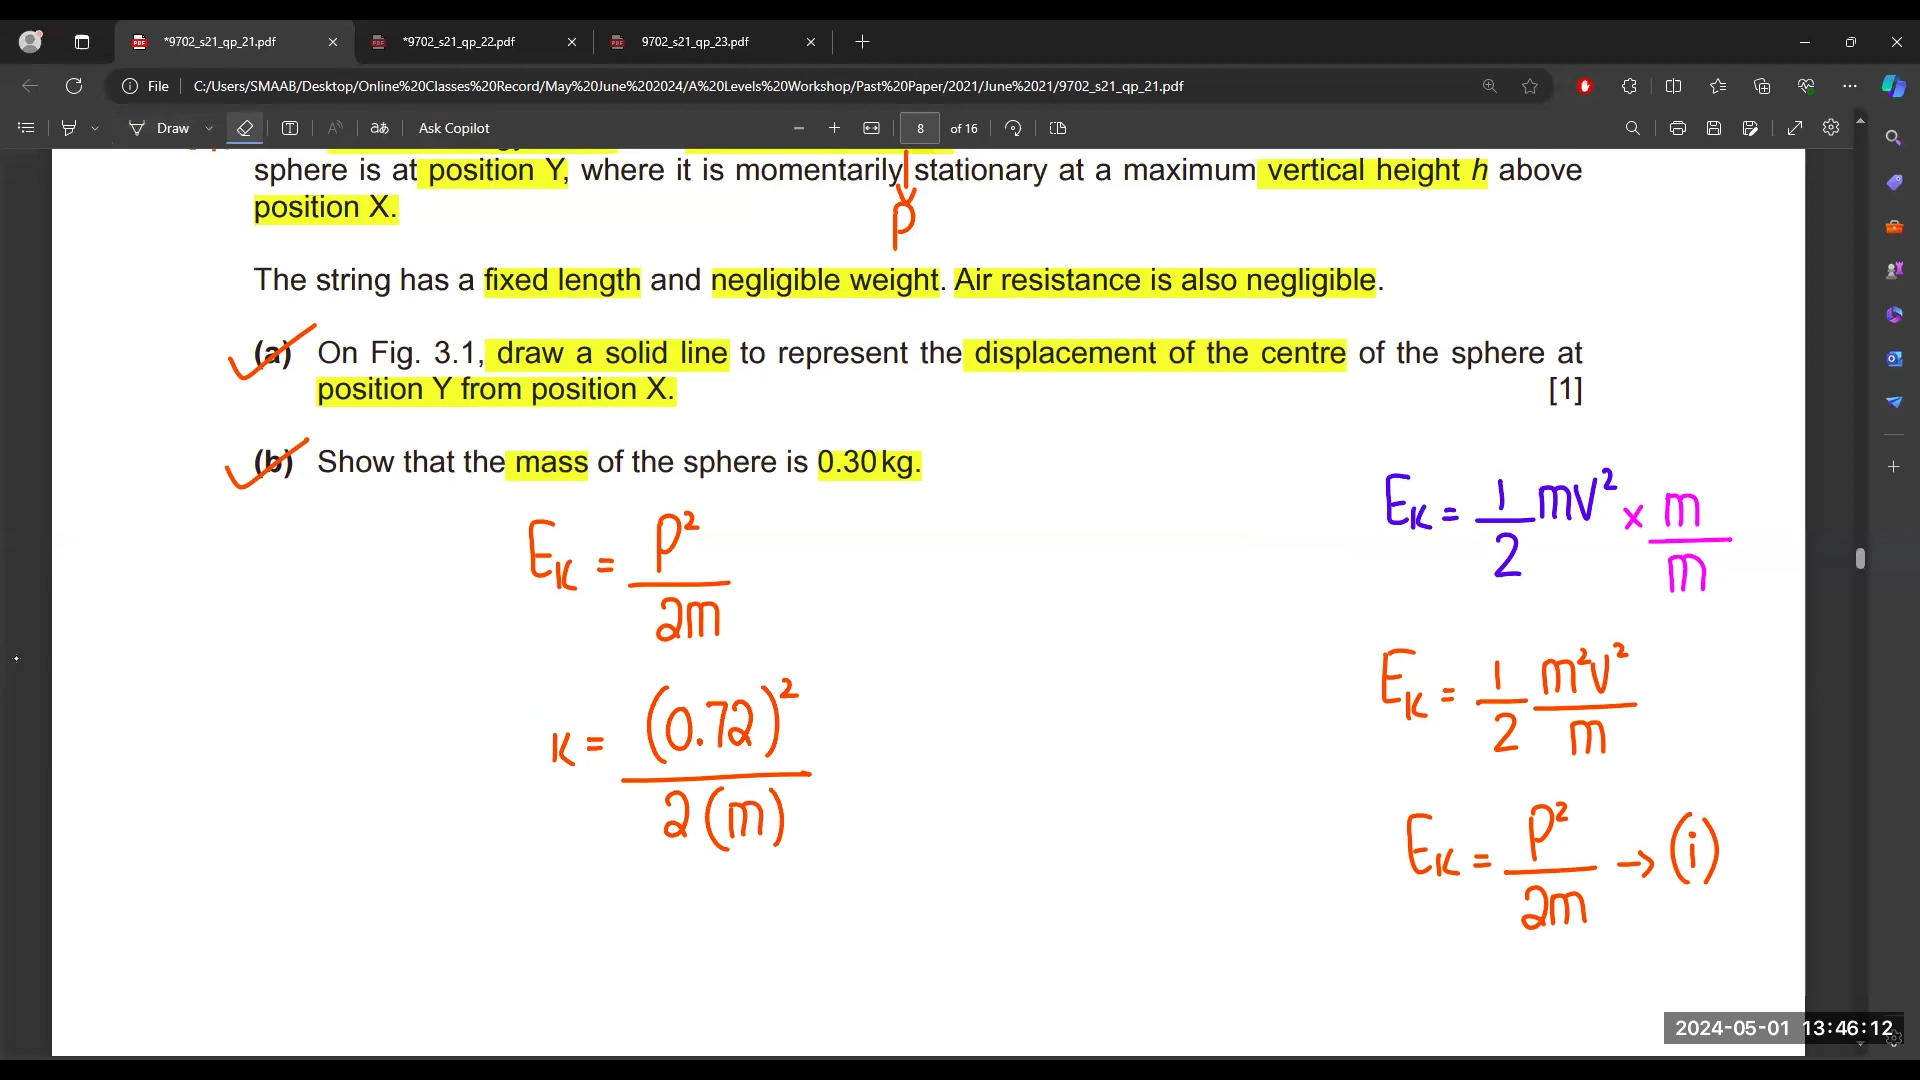 *9702_s21_qp_21.pdf
*9702_s21_qp_22.pdf
9702_s21_qp_23.pdf
File
C:/Users/SMAAB/Desktop/Online%20Classes%20Record/May%20June%202024/A%20Levels%20Workshop/Past%20Paper/2021/June%2021/9702_s21_qp_21.pdf
Draw
Ask Copilot
8 of 16
sphere is at position Y, where it is momentarily stationary at a maximum vertical height h above
position X.
P
The string has a fixed length and negligible weight. Air resistance is also negligible.
(a) On Fig. 3.1, draw a solid line to represent the displacement of the centre of the sphere at
position Y from position X. [1]
(b) Show that the mass of the sphere is 0.30 kg.
EK = P²/2m
K = (0.72)²/2(m)
EK = 1/2 mv² × m/m
EK = 1/2 m²v²/m
EK = P²/2m → (i)
2024-05-01 13:46:12